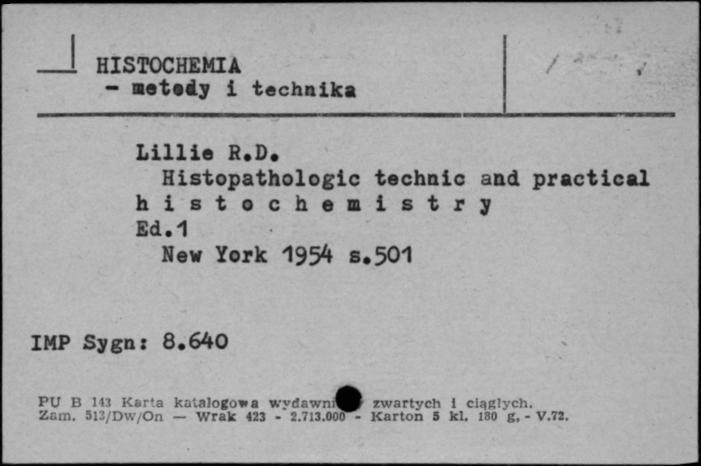 HISTOCHEMIA
- metody i technika
Lillie R.D.
Histopathologic technic and practical
h i s t o c h e m i s t r y
Ed.1
New York 1954 s.501
IMP Sygn: 8.640
PU B 143 Karta katalogowa wydawni zwartych i ciągłych.
Zam. 513/Dw/On — Wrak 423 - 2.713.000 - Karton 5 kl. 180 g, - V.72.